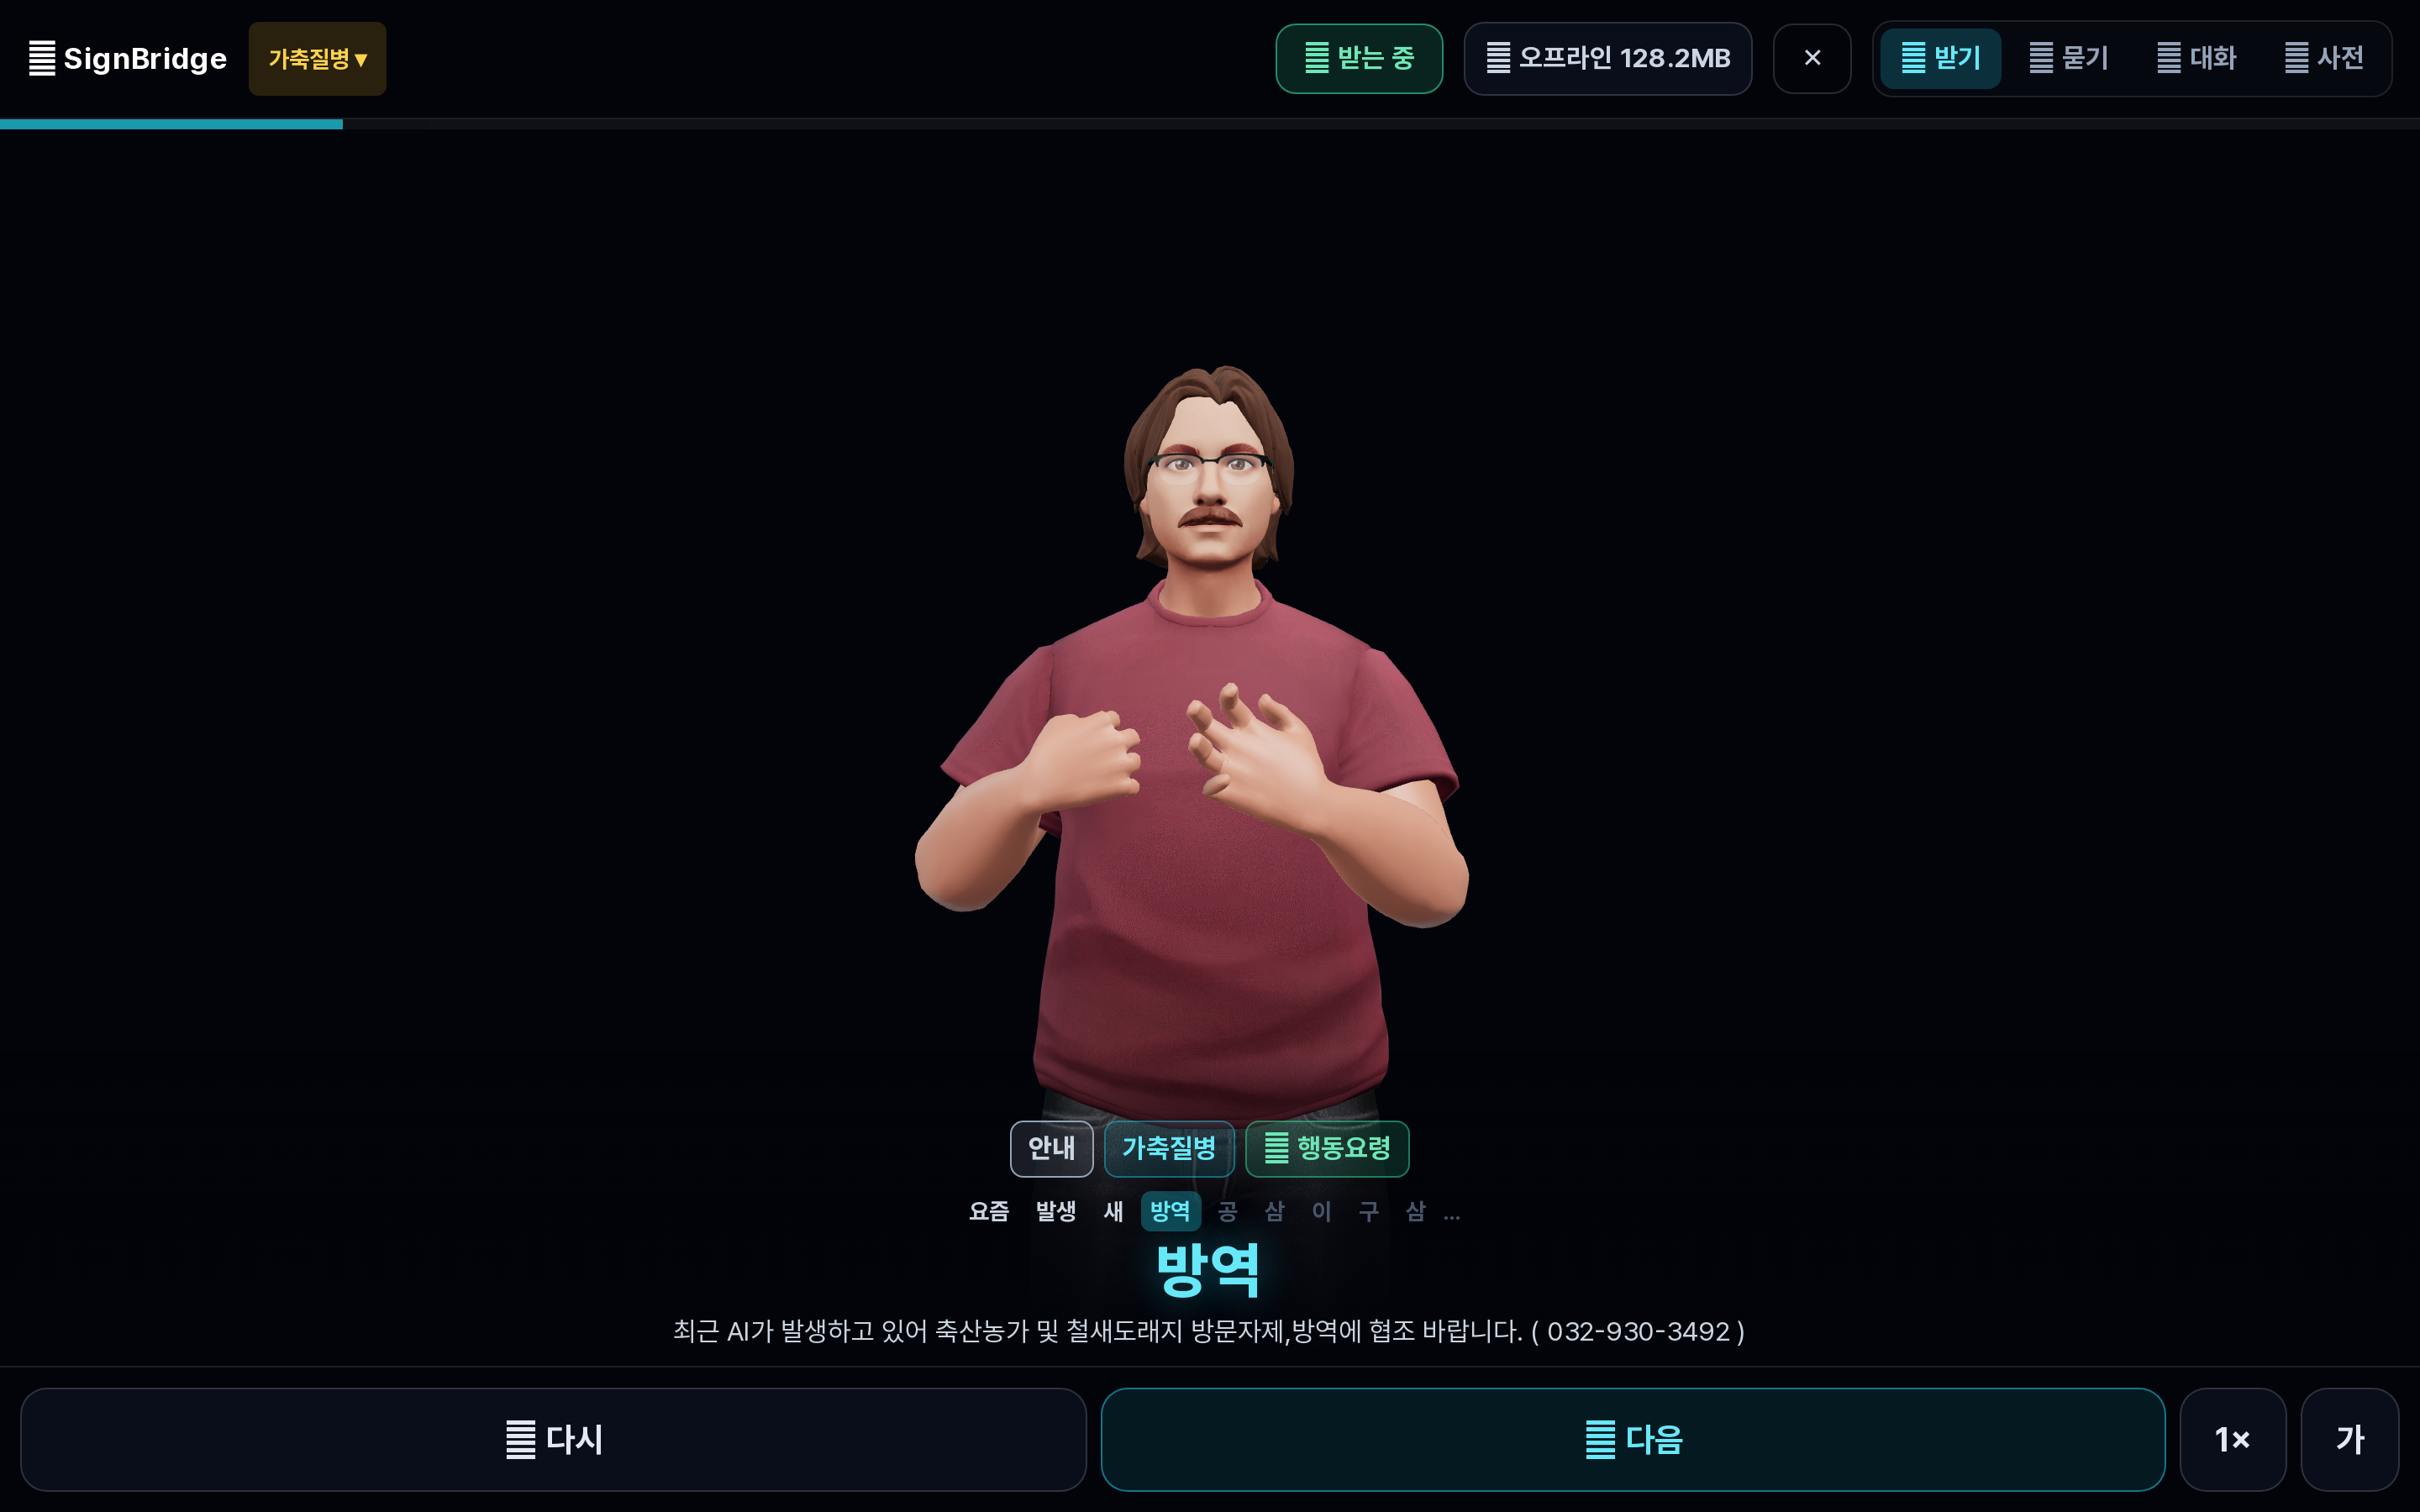 SignBridge 가축질병 ▾ 받는 중 오프라인 128.2MB × 받기 묻기 대화 사전
안내 가축질병 행동요령
요즘 발생 새 방역 공 삼 이 구 삼 ...
방역
최근 AI가 발생하고 있어 축산농가 및 철새도래지 방문자제,방역에 협조 바랍니다. ( 032-930-3492 )
다시 다음 1× 가